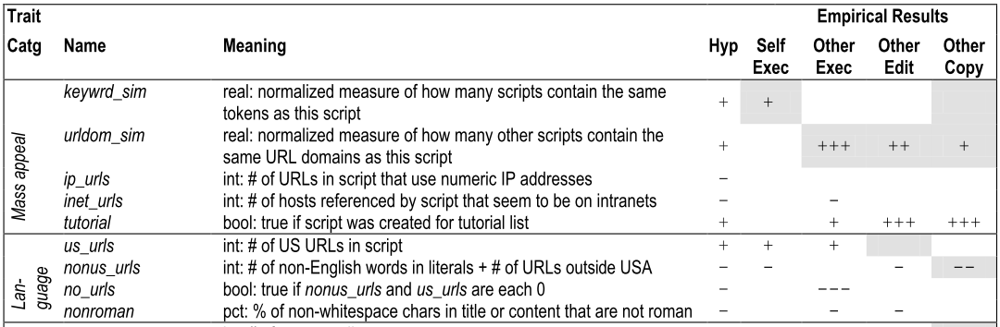 Trait Empirical Results
Catg Name Meaning Hyp Self Other Other Other
Exec Exec Edit Copy
Mass appeal
keywrd_sim real: normalized measure of how many scripts contain the same
tokens as this script + +
urldom_sim real: normalized measure of how many other scripts contain the
same URL domains as this script + +++ ++ +
ip_urls int: # of URLs in script that use numeric IP addresses −
inet_urls int: # of hosts referenced by script that seem to be on intranets − −
tutorial bool: true if script was created for tutorial list + + +++ +++
Lan-
guage
us_urls int: # of US URLs in script + + +
nonus_urls int: # of non-English words in literals + # of URLs outside USA − − − −−
no_urls bool: true if nonus_urls and us_urls are each 0 − −−−
nonroman pct: % of non-whitespace chars in title or content that are not roman − − −